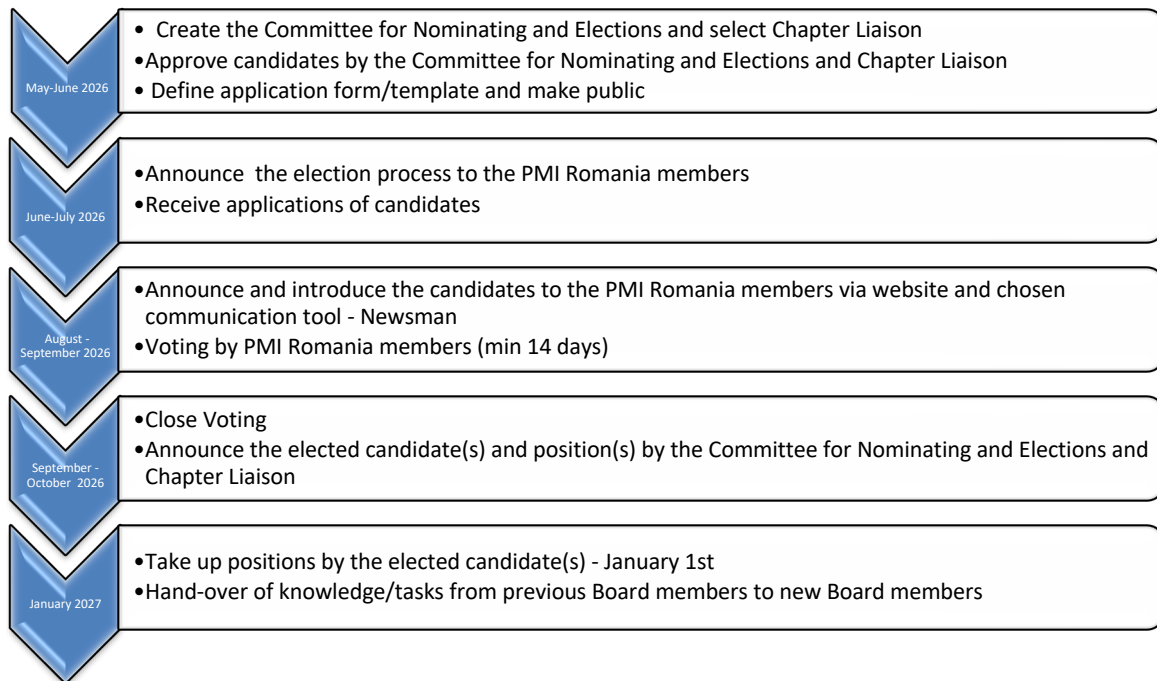 May-June 2026
• Create the Committee for Nominating and Elections and select Chapter Liaison
•Approve candidates by the Committee for Nominating and Elections and Chapter Liaison
• Define application form/template and make public
June-July 2026
•Announce the election process to the PMI Romania members
•Receive applications of candidates
August -
September 2026
•Announce and introduce the candidates to the PMI Romania members via website and chosen
communication tool - Newsman
•Voting by PMI Romania members (min 14 days)
September -
October 2026
•Close Voting
•Announce the elected candidate(s) and position(s) by the Committee for Nominating and Elections and
Chapter Liaison
January 2027
•Take up positions by the elected candidate(s) - January 1st
•Hand-over of knowledge/tasks from previous Board members to new Board members